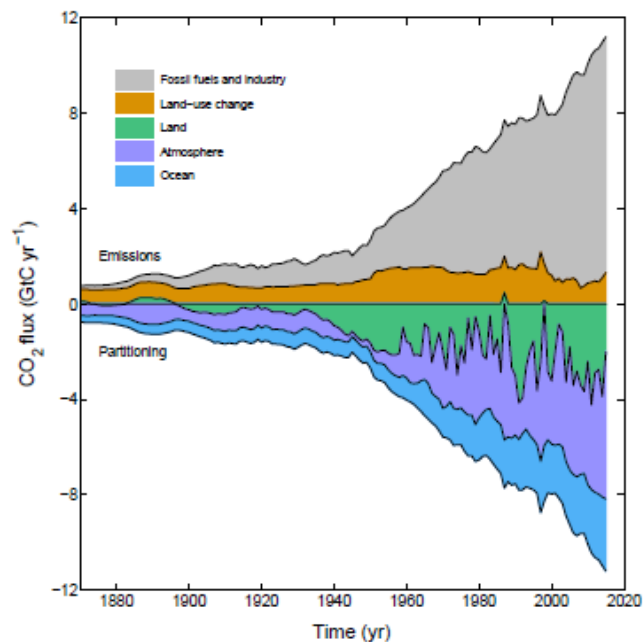 12
8
4
0
−4
−8
−12
Fossil fuels and industry
Land−use change
Land
Atmosphere
Ocean
Emissions
Partitioning
CO2 flux (GtC yr−1)
1880 1900 1920 1940 1960 1980 2000 2020
Time (yr)